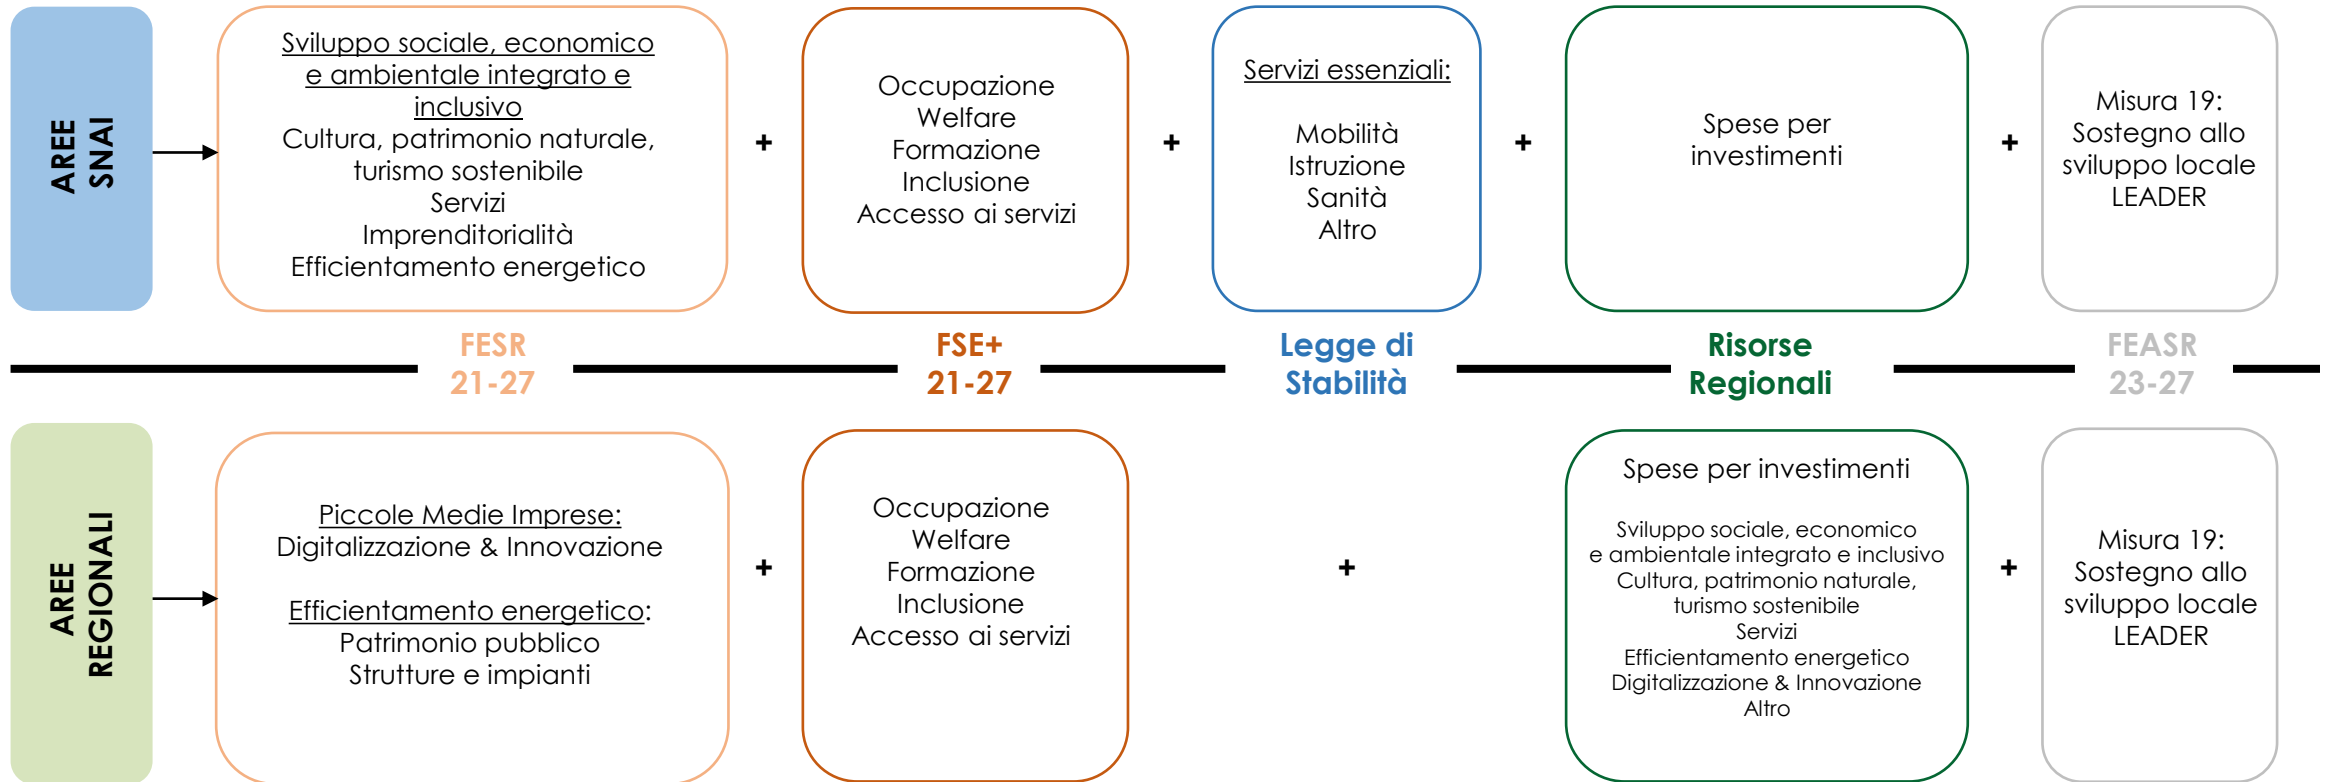 AREE
SNAI
Sviluppo sociale, economico
e ambientale integrato e
inclusivo
Cultura, patrimonio naturale,
turismo sostenibile
Servizi
Imprenditorialità
Efficientamento energetico
+
Occupazione
Welfare
Formazione
Inclusione
Accesso ai servizi
+
Servizi essenziali:
Mobilità
Istruzione
Sanità
Altro
+
Spese per
investimenti
+
Misura 19:
Sostegno allo
sviluppo locale
LEADER
FESR
21-27
FSE+
21-27
Legge di
Stabilità
Risorse
Regionali
FEASR
23-27
AREE
REGIONALI
Piccole Medie Imprese:
Digitalizzazione & Innovazione
Efficientamento energetico:
Patrimonio pubblico
Strutture e impianti
+
Occupazione
Welfare
Formazione
Inclusione
Accesso ai servizi
+
Spese per investimenti
Sviluppo sociale, economico
e ambientale integrato e inclusivo
Cultura, patrimonio naturale,
turismo sostenibile
Servizi
Efficientamento energetico
Digitalizzazione & Innovazione
Altro
+
Misura 19:
Sostegno allo
sviluppo locale
LEADER